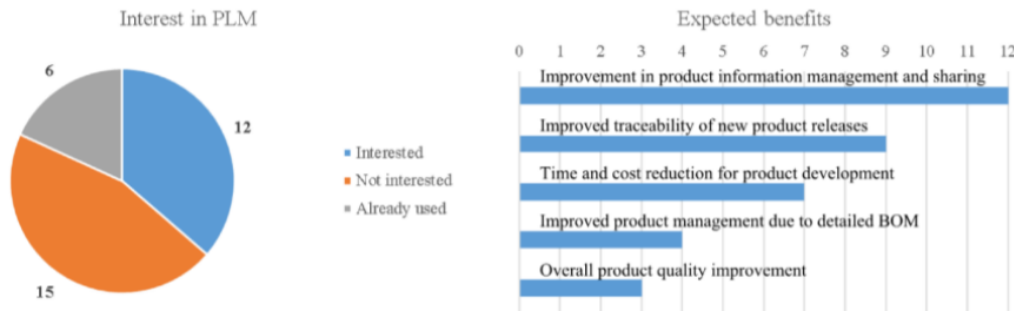 Interest in PLM
6
12
15
Interested
Not interested
Already used
Expected benefits
0 1 2 3 4 5 6 7 8 9 10 11 12
Improvement in product information management and sharing
Improved traceability of new product releases
Time and cost reduction for product development
Improved product management due to detailed BOM
Overall product quality improvement